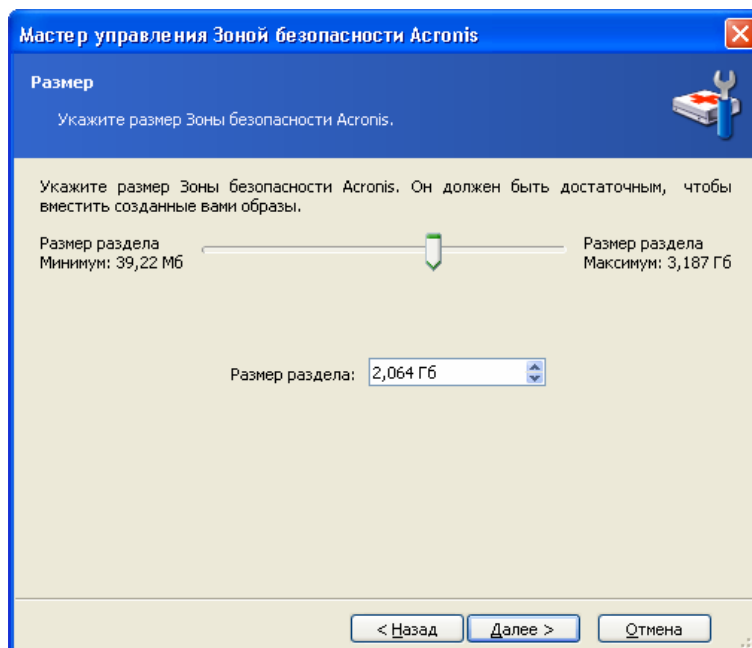 Мастер управления Зоной безопасности Acronis
Размер
Укажите размер Зоны безопасности Acronis.
Укажите размер Зоны безопасности Acronis. Он должен быть достаточным, чтобы
вместить созданные вами образы.
Размер раздела
Минимум: 39,22 Мб
Размер раздела
Максимум: 3,187 Гб
Размер раздела: 2,064 Гб
< Назад Далее > Отмена